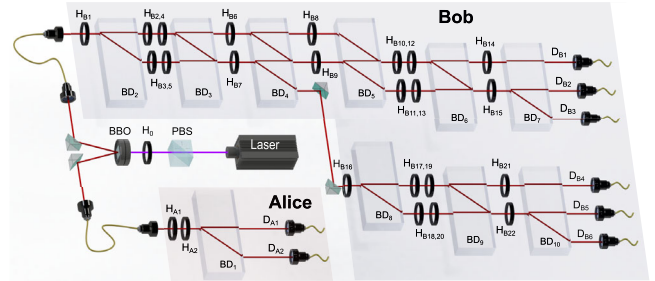 Bob
H_B1
H_B2,4
H_B6
H_B8
H_B10,12
H_B14
D_B1
H_B3,5
H_B7
H_B9
D_B2
BD_2
BD_3
BD_4
BD_5
H_B11,13
BD_6
H_B15
BD_7
D_B3
BBO
H_0
PBS
Laser
H_B16
H_B17,19
H_B21
D_B4
D_B5
BD_8
H_B18,20
BD_9
H_B22
BD_10
D_B6
Alice
H_A1
H_A2
D_A1
D_A2
BD_1